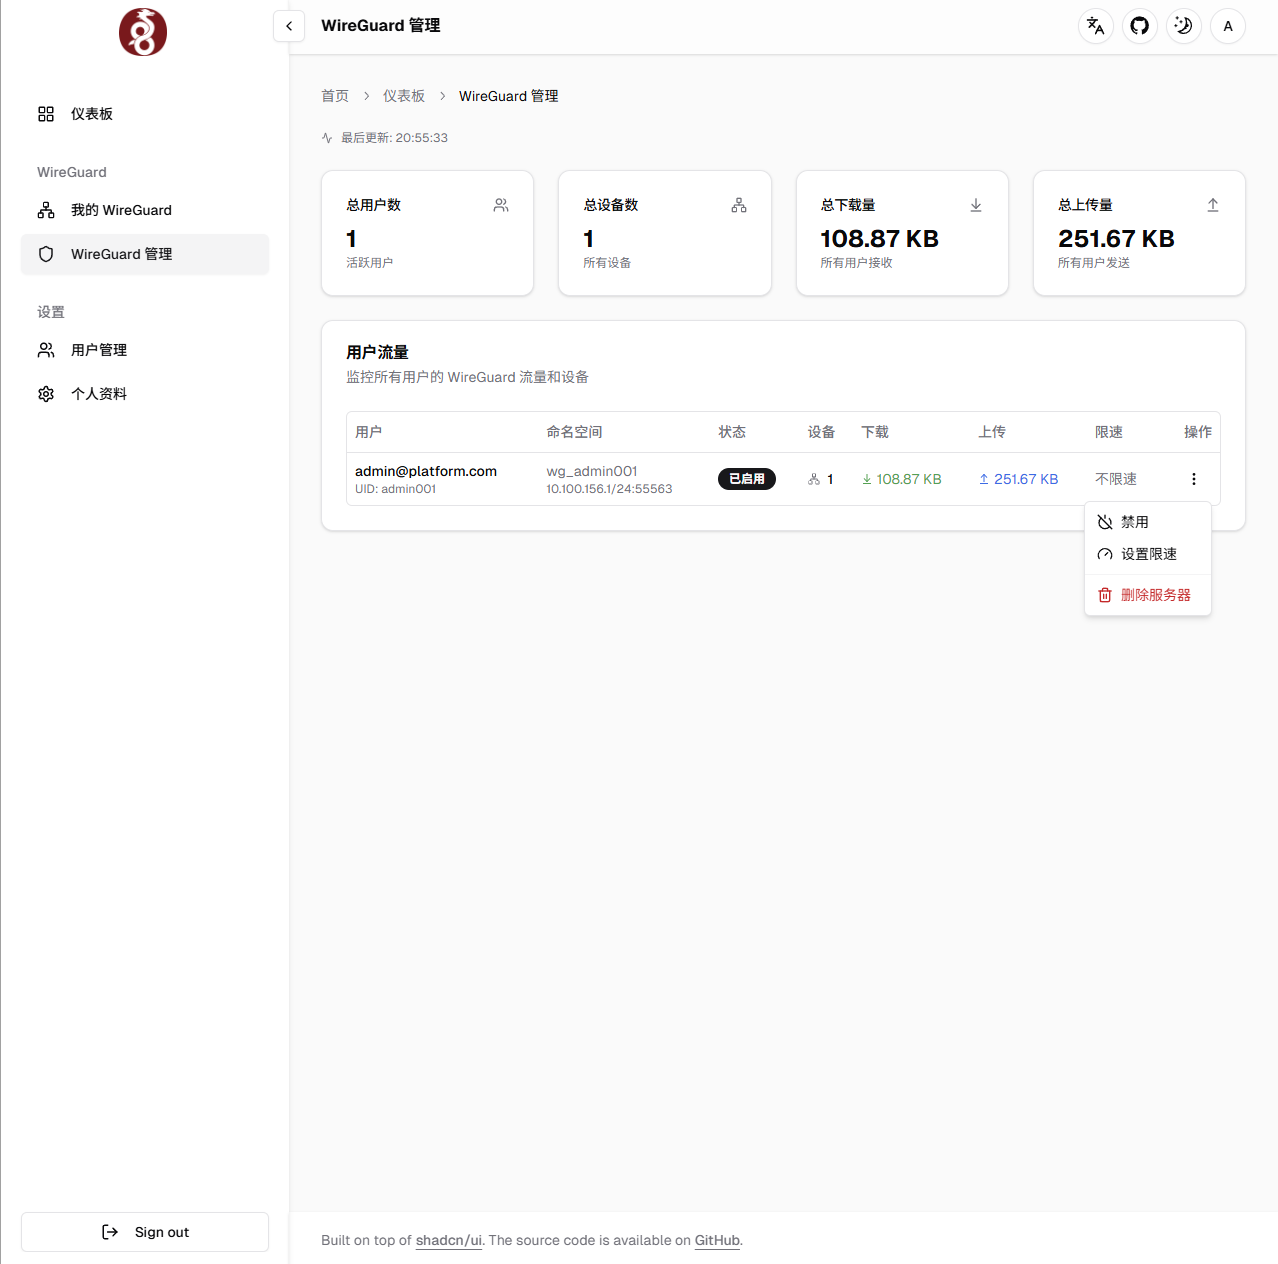 WireGuard 管理
A
仪表板
WireGuard
我的 WireGuard
WireGuard 管理
设置
用户管理
个人资料
Sign out
首页 仪表板 WireGuard 管理
最后更新: 20:55:33
总用户数
1
活跃用户
总设备数
1
所有设备
总下载量
108.87 KB
所有用户接收
总上传量
251.67 KB
所有用户发送
用户流量
监控所有用户的 WireGuard 流量和设备
用户 命名空间 状态 设备 下载 上传 限速 操作
admin@platform.com wg_admin001 已启用 1 108.87 KB 251.67 KB 不限速
UID: admin001 10.100.156.1/24:55563
禁用
设置限速
删除服务器
Built on top of shadcn/ui. The source code is available on GitHub.